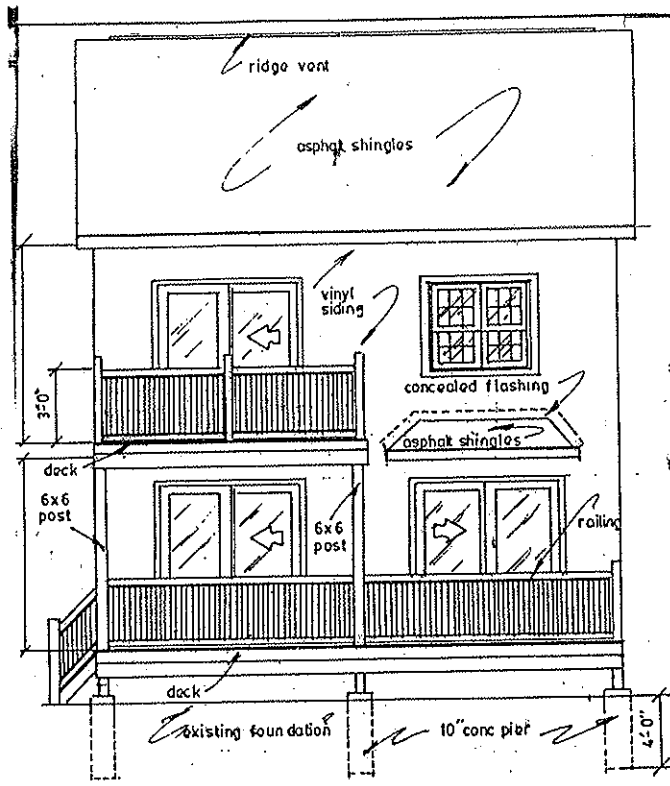 ridge vent
asphalt shingles
vinyl
siding
concealed flashing
3'-0"
asphalt shingles
deck
6x6
post
6x6
post
railing
deck
existing foundation
10" conc pier
4'-0"